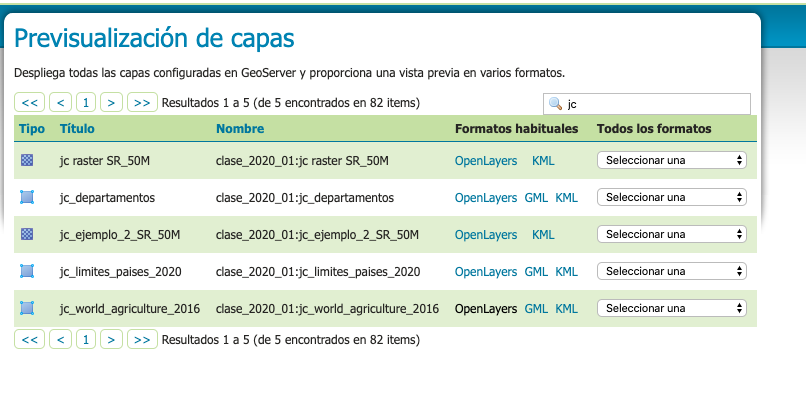 Previsualización de capas
Despliega todas las capas configuradas en GeoServer y proporciona una vista previa en varios formatos.
<< < 1 > >> Resultados 1 a 5 (de 5 encontrados en 82 items) jc
Tipo Título Nombre Formatos habituales Todos los formatos
jc raster SR_50M clase_2020_01:jc raster SR_50M OpenLayers KML Seleccionar una
jc_departamentos clase_2020_01:jc_departamentos OpenLayers GML KML Seleccionar una
jc_ejemplo_2_SR_50M clase_2020_01:jc_ejemplo_2_SR_50M OpenLayers KML Seleccionar una
jc_limites_paises_2020 clase_2020_01:jc_limites_paises_2020 OpenLayers GML KML Seleccionar una
jc_world_agriculture_2016 clase_2020_01:jc_world_agriculture_2016 OpenLayers GML KML Seleccionar una
<< < 1 > >> Resultados 1 a 5 (de 5 encontrados en 82 items)